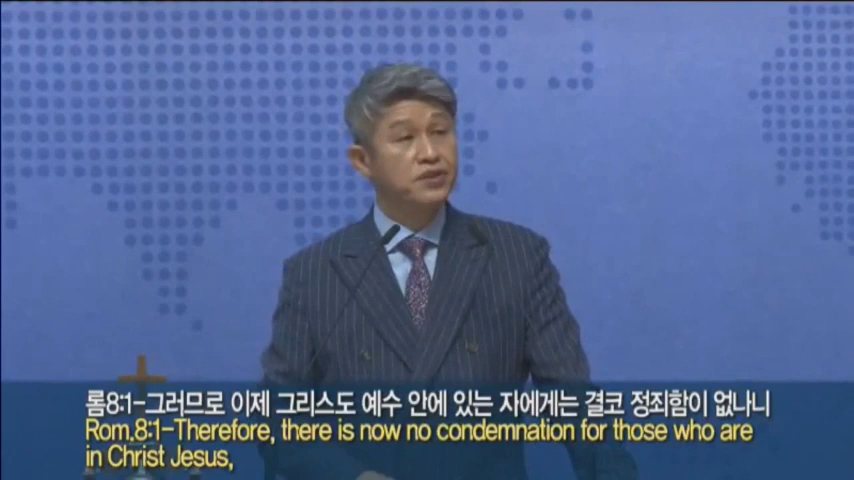 롬8:1-그러므로 이제 그리스도 예수 안에 있는 자에게는 결코 정죄함이 없나니
Rom.8:1-Therefore, there is now no condemnation for those who are
in Christ Jesus,